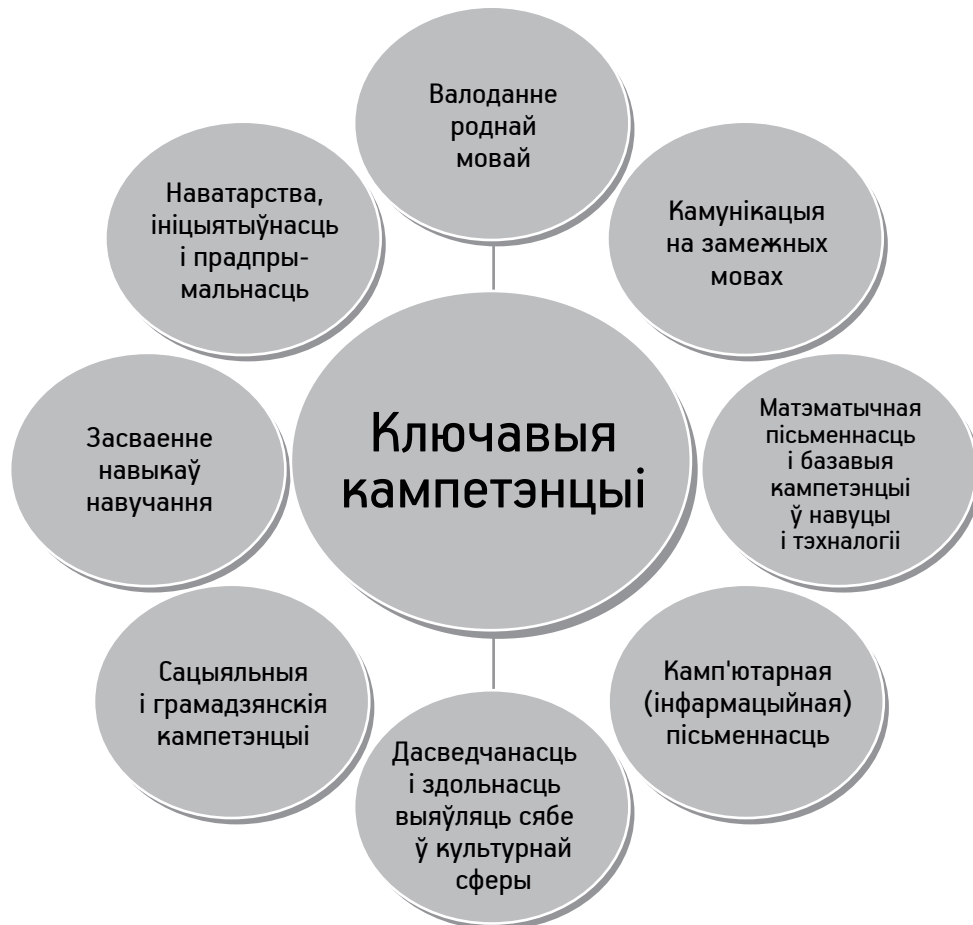 Валоданне
роднай
мовай
Наватарства,
ініцыятыўнасць
і прадпры-
мальнасць
Камунікацыя
на замежных
мовах
Засваенне
навыкаў
навучання
Ключавыя
кампетэнцыі
Матэматычная
пісьменнасць
і базавыя
кампетэнцыі
ў навуцы
і тэхналогіі
Сацыяльныя
і грамадзянскія
кампетэнцыі
Камп'ютарная
(інфармацыйная)
пісьменнасць
Дасведчанасць
і здольнасць
выяўляць сябе
ў культурнай
сферы